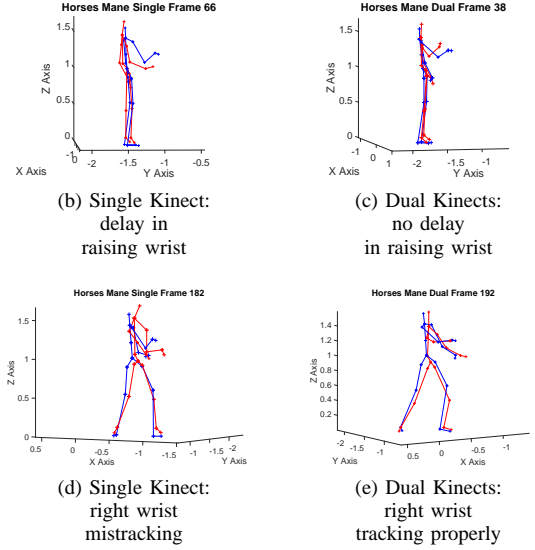 Horses Mane Single Frame 66
1.5
1
0.5
0
Z Axis
-1
0
X Axis
-2
-1.5
-1
-0.5
Y Axis
(b) Single Kinect:
delay in
raising wrist
Horses Mane Dual Frame 38
1.5
1
0.5
0
Z Axis
-1
0
1
X Axis
-2
-1
-1
Y Axis
(c) Dual Kinects:
no delay
in raising wrist
Horses Mane Single Frame 182
1.5
1
0.5
0
Z Axis
0.5
0
-0.5
-1
-1.5
-1
-1.5
-2
X Axis
Y Axis
(d) Single Kinect:
right wrist
mistracking
Horses Mane Dual Frame 192
1.4
1.2
1
0.8
0.6
0.4
0.2
Z Axis
-2
-1.5
-1
Y Axis
0.5
0
-0.5
-1
X Axis
(e) Dual Kinects:
right wrist
tracking properly